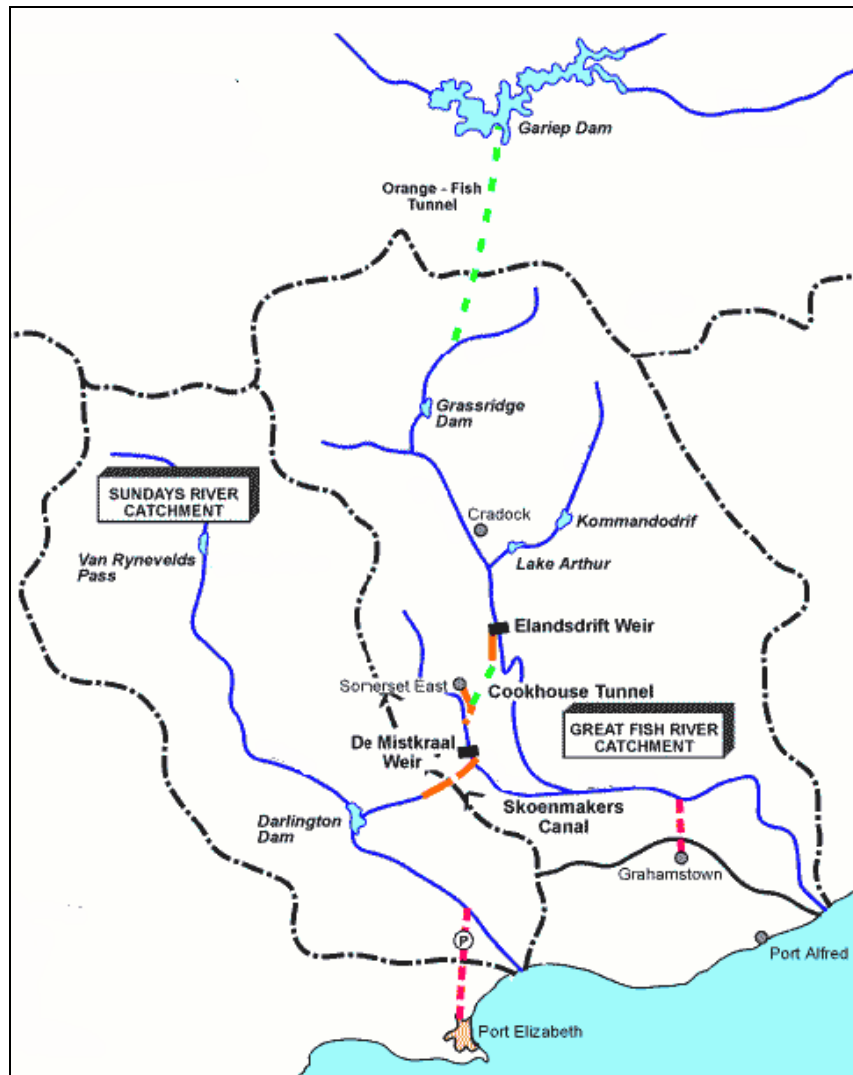 Gariep Dam
Orange - Fish
Tunnel
Grassridge
Dam
SUNDAYS RIVER
CATCHMENT
Cradock
Kommandodrif
Van Rynevelds
Pass
Lake Arthur
Elandsdrift Weir
Somerset East
Cookhouse Tunnel
De Mistkraal
Weir
GREAT FISH RIVER
CATCHMENT
Darlington
Dam
Skoenmakers
Canal
Grahamstown
P
Port Alfred
Port Elizabeth